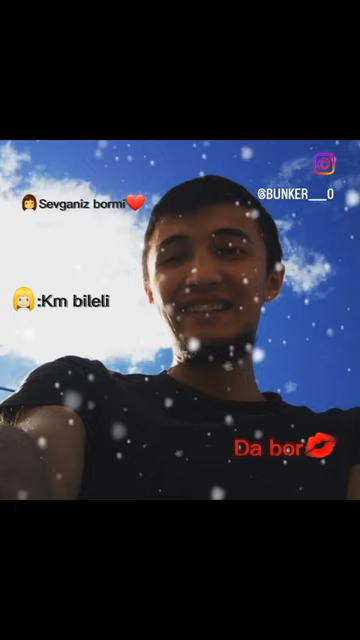 @BUNKER___0
👩Sevganiz bormi❤️
👩🏼:Km bileli
Da bor💋